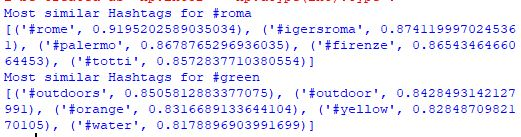 Most similar Hashtags for #roma
[('#rome', 0.9195202589035034), ('#igersroma', 0.874119997024536
1), ('#palermo', 0.8678765296936035), ('#firenze', 0.86543464660
64453), ('#totti', 0.8572837710380554)]
Most similar Hashtags for #green
[('#outdoors', 0.8505812883377075), ('#outdoor', 0.8428493142127
991), ('#orange', 0.8316689133644104), ('#yellow', 0.82848709821
70105), ('#water', 0.8178896903991699)]